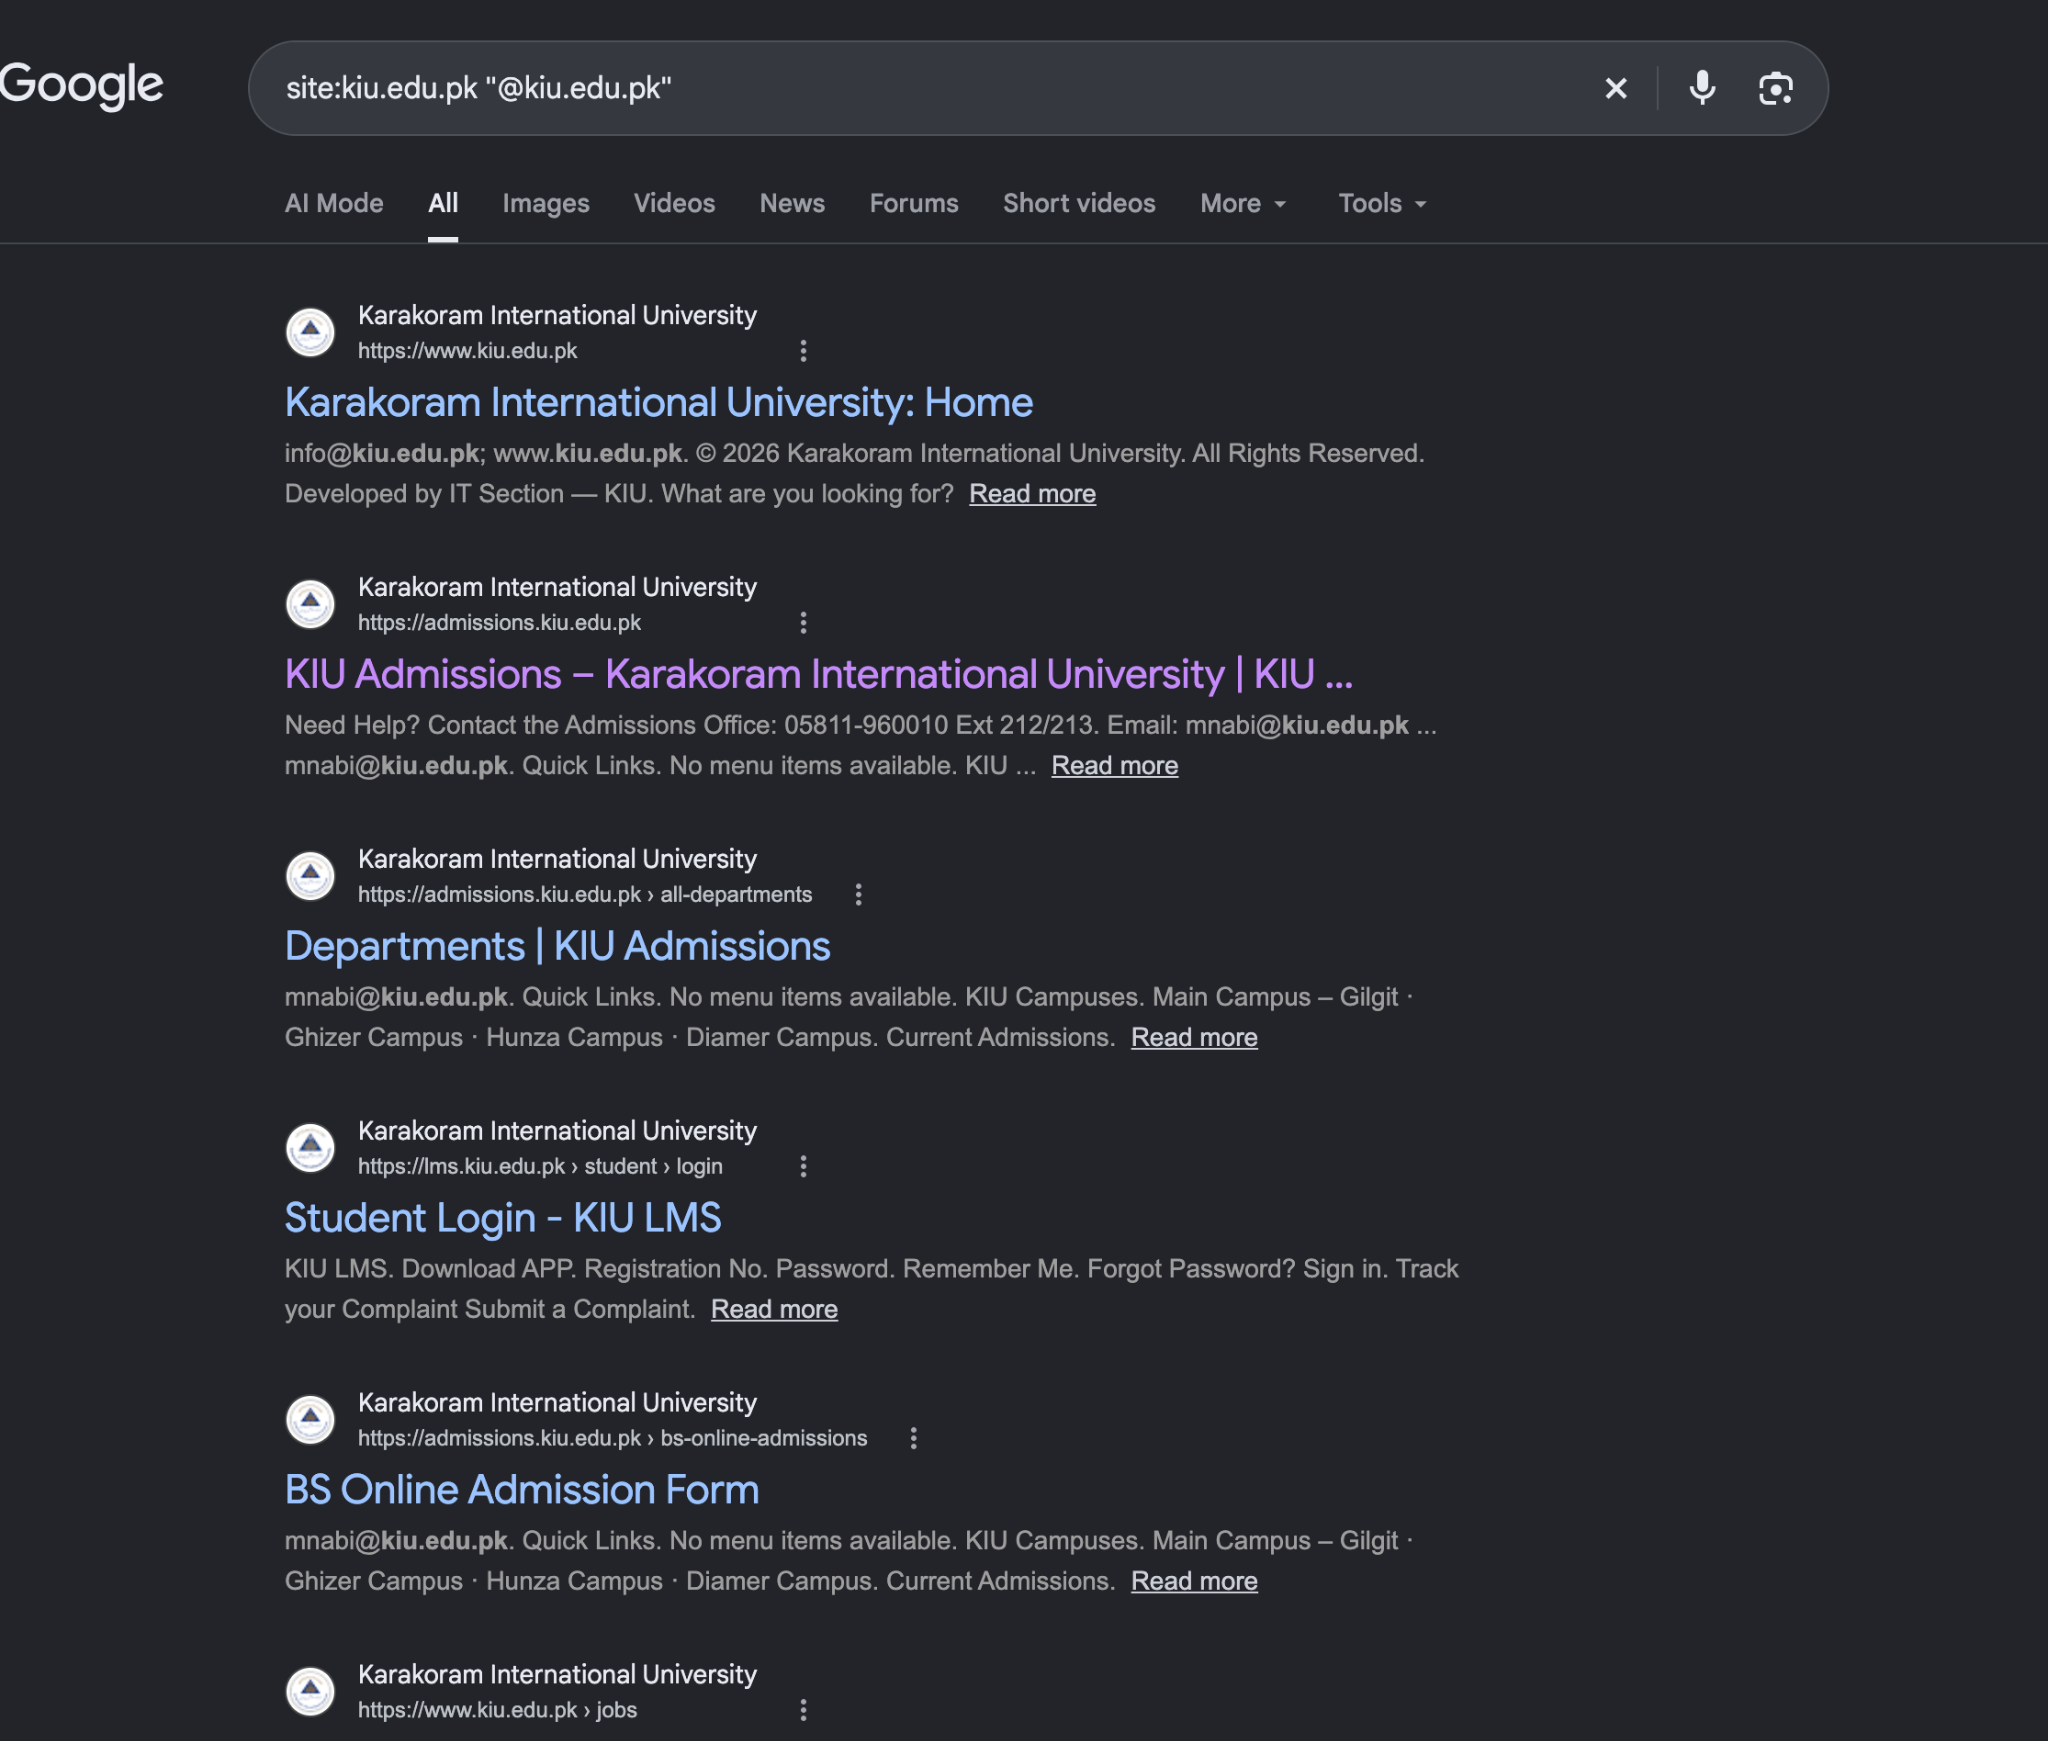 Google
site:kiu.edu.pk "@kiu.edu.pk"
AI Mode All Images Videos News Forums Short videos More Tools
Karakoram International University
https://www.kiu.edu.pk
Karakoram International University: Home
info@kiu.edu.pk; www.kiu.edu.pk. © 2026 Karakoram International University. All Rights Reserved.
Developed by IT Section — KIU. What are you looking for? Read more
Karakoram International University
https://admissions.kiu.edu.pk
KIU Admissions – Karakoram International University | KIU ...
Need Help? Contact the Admissions Office: 05811-960010 Ext 212/213. Email: mnabi@kiu.edu.pk ...
mnabi@kiu.edu.pk. Quick Links. No menu items available. KIU ... Read more
Karakoram International University
https://admissions.kiu.edu.pk › all-departments
Departments | KIU Admissions
mnabi@kiu.edu.pk. Quick Links. No menu items available. KIU Campuses. Main Campus – Gilgit ·
Ghizer Campus · Hunza Campus · Diamer Campus. Current Admissions. Read more
Karakoram International University
https://lms.kiu.edu.pk › student › login
Student Login - KIU LMS
KIU LMS. Download APP. Registration No. Password. Remember Me. Forgot Password? Sign in. Track
your Complaint Submit a Complaint. Read more
Karakoram International University
https://admissions.kiu.edu.pk › bs-online-admissions
BS Online Admission Form
mnabi@kiu.edu.pk. Quick Links. No menu items available. KIU Campuses. Main Campus – Gilgit ·
Ghizer Campus · Hunza Campus · Diamer Campus. Current Admissions. Read more
Karakoram International University
https://www.kiu.edu.pk › jobs